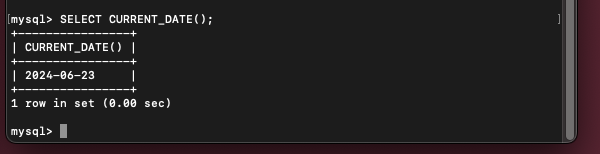 [mysql> SELECT CURRENT_DATE(); ]
+----------------+
| CURRENT_DATE() |
+----------------+
| 2024-06-23     |
+----------------+
1 row in set (0.00 sec)
mysql>